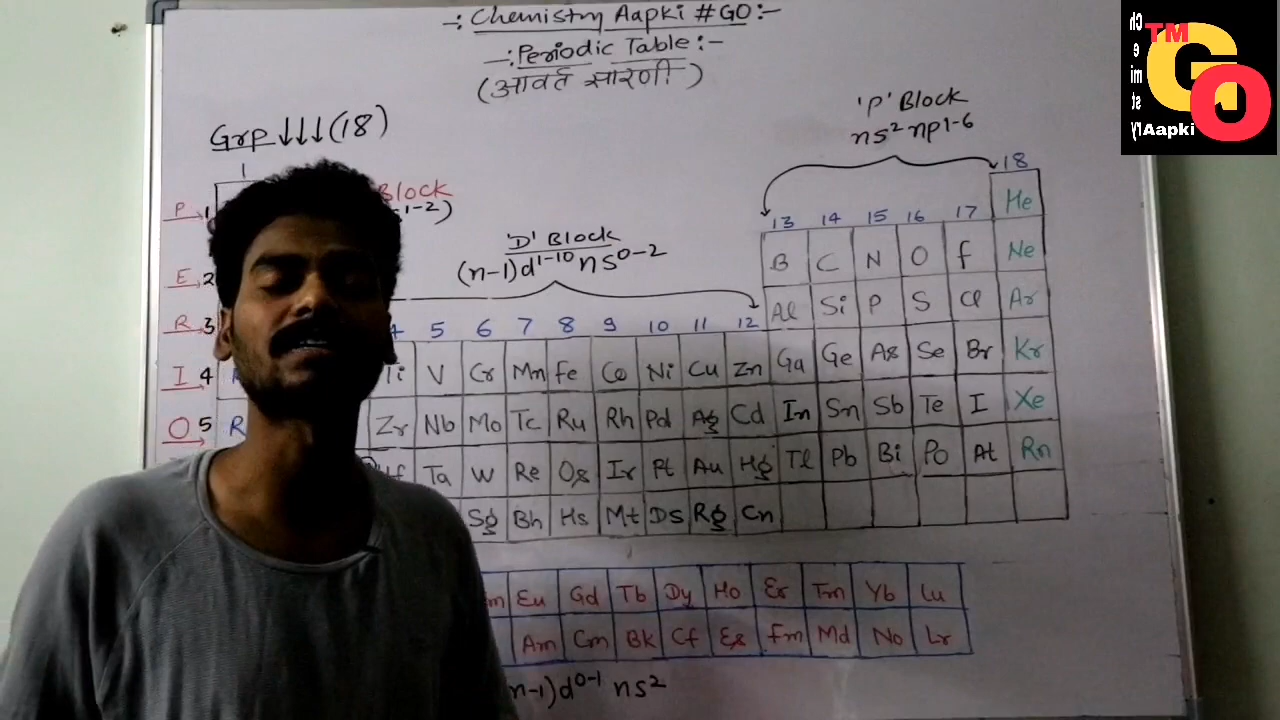 -: Chemistry Aapki #GO:-
-: Periodic Table:-
(आवर्त सारणी)
Chemistry
TM
GO
Aapki
'P' Block
ns² np1-6
Grp ↓↓↓ (18)
1
18
P → 1
Block
-1-2)
He
'D' Block
(n-1)d¹⁻¹⁰ ns⁰⁻²
13 14 15 16 17
E → 2
B C N O F Ne
R → 3
Al Si P S Cl Ar
4 5 6 7 8 9 10 11 12
I → 4
Ti V Cr Mn Fe Co Ni Cu Zn Ga Ge As Se Br Kr
O → 5 R
Zr Nb Mo Tc Ru Rh Pd Ag Cd In Sn Sb Te I Xe
Hf Ta W Re Os Ir Pt Au Hg Tl Pb Bi Po At Rn
Sg Bh Hs Mt Ds Rg Cn
m Eu Gd Tb Dy Ho Er Tm Yb Lu
Am Cm Bk Cf Es Fm Md No Lr
n-1)d⁰⁻¹ ns²